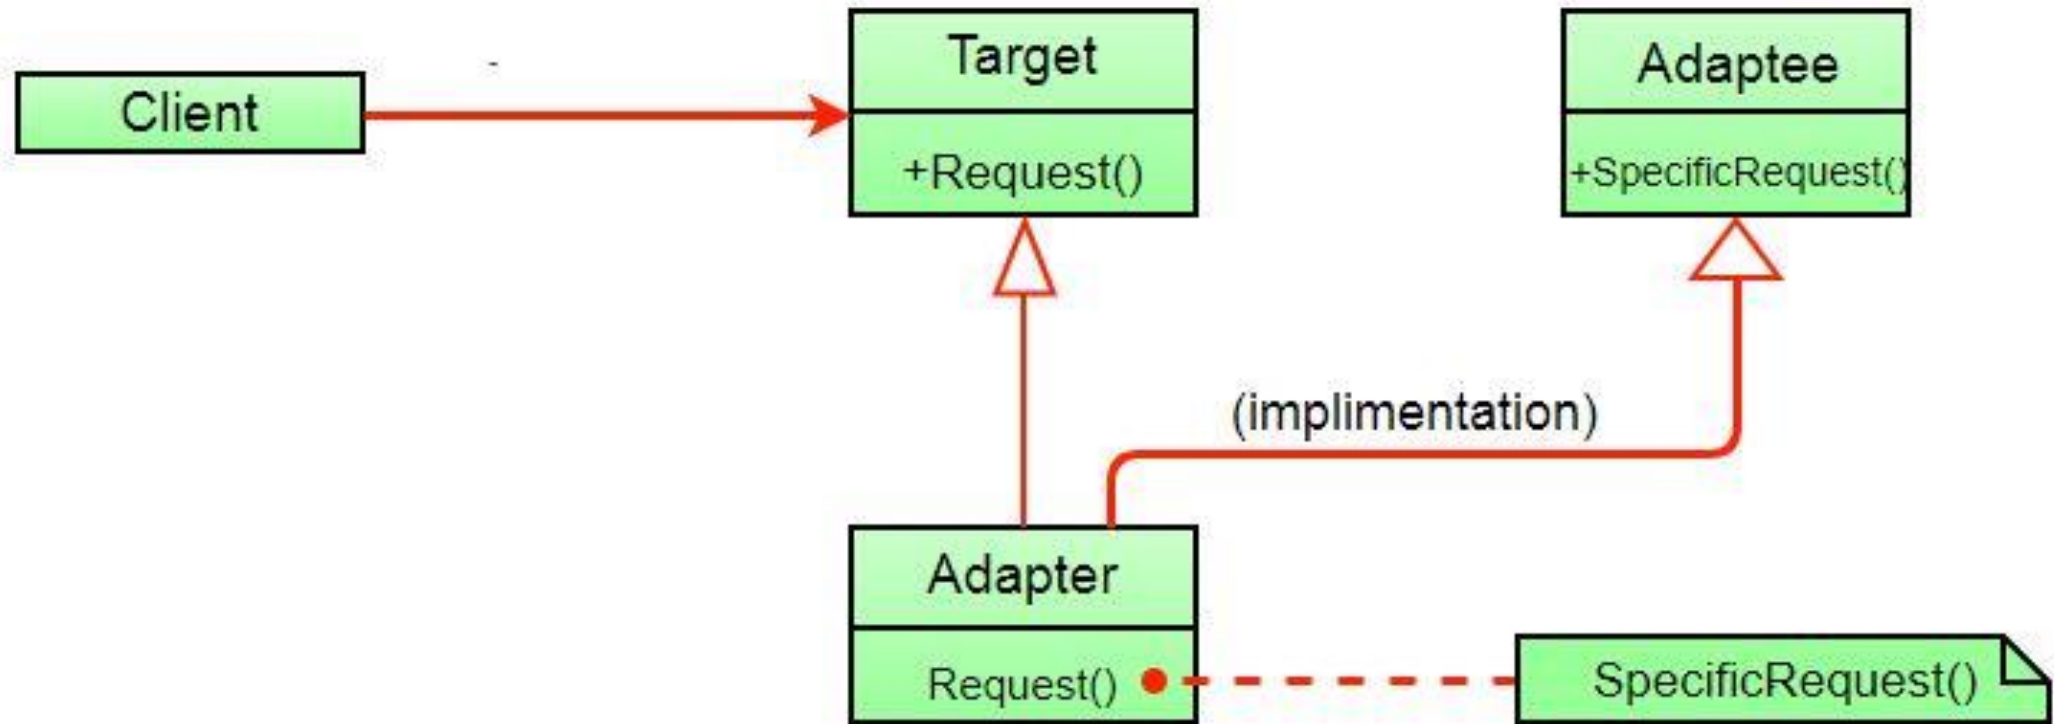 Client
Target
+Request()
Adaptee
+SpecificRequest()
(implimentation)
Adapter
Request()
SpecificRequest()